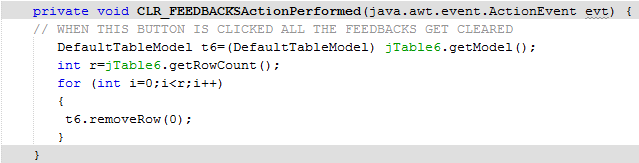 private void CLR_FEEDBACKSActionPerformed(java.awt.event.ActionEvent evt) {
// WHEN THIS BUTTON IS CLICKED ALL THE FEEDBACKS GET CLEARED
DefaultTableModel t6=(DefaultTableModel) jTable6.getModel();
int r=jTable6.getRowCount();
for (int i=0;i<r;i++)
{
t6.removeRow(0);
}
}